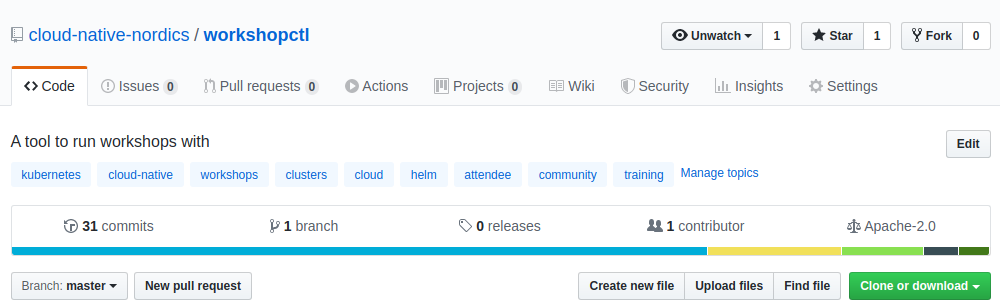 cloud-native-nordics / workshopctl
Unwatch 1 Star 1 Fork 0
Code Issues 0 Pull requests 0 Actions Projects 0 Wiki Security Insights Settings
A tool to run workshops with Edit
kubernetes cloud-native workshops clusters cloud helm attendee community training Manage topics
31 commits 1 branch 0 releases 1 contributor Apache-2.0
Branch: master New pull request Create new file Upload files Find file Clone or download